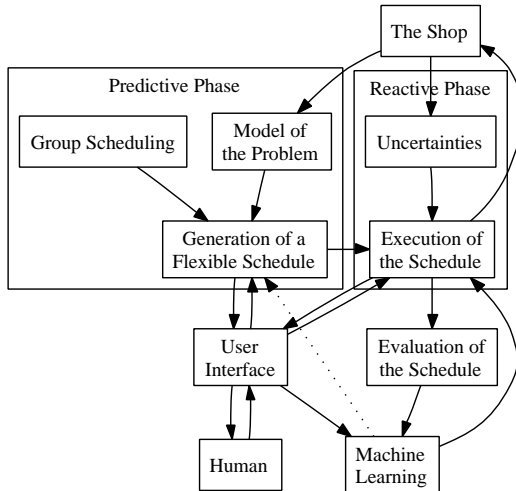 The Shop
Predictive Phase
Reactive Phase
Group Scheduling
Model of
the Problem
Uncertainties
Generation of a
Flexible Schedule
Execution of
the Schedule
User
Interface
Evaluation of
the Schedule
Human
Machine
Learning